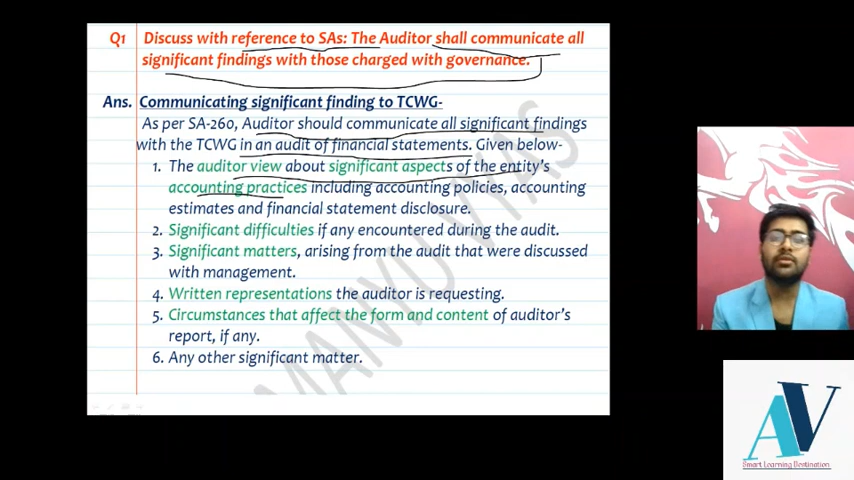 Q1 Discuss with reference to SAs: The Auditor shall communicate all
significant findings with those charged with governance.
Ans. Communicating significant finding to TCWG-
As per SA-260, Auditor should communicate all significant findings
with the TCWG in an audit of financial statements. Given below-
1. The auditor view about significant aspects of the entity's
accounting practices including accounting policies, accounting
estimates and financial statement disclosure.
2. Significant difficulties if any encountered during the audit.
3. Significant matters, arising from the audit that were discussed
with management.
4. Written representations the auditor is requesting.
5. Circumstances that affect the form and content of auditor's
report, if any.
6. Any other significant matter.
MANYU VYAS
AV
Smart Learning Destination